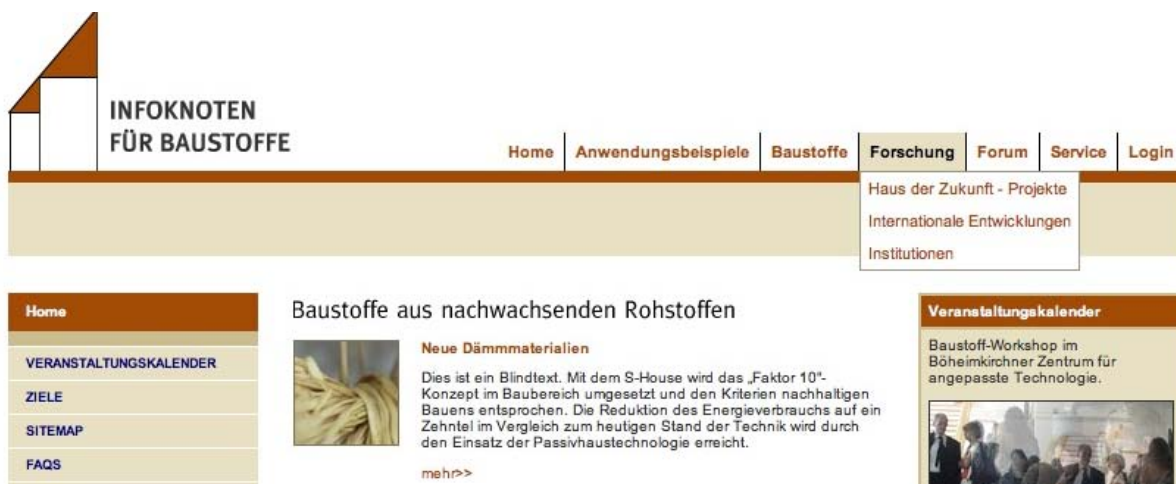 INFOKNOTEN
FÜR BAUSTOFFE
Home Anwendungsbeispiele Baustoffe Forschung Forum Service Login
Haus der Zukunft - Projekte
Internationale Entwicklungen
Institutionen
Home
VERANSTALTUNGSKALENDER
ZIELE
SITEMAP
FAQS
Baustoffe aus nachwachsenden Rohstoffen
Neue Dämmmaterialien
Dies ist ein Blindtext. Mit dem S-House wird das „Faktor 10"-
Konzept im Baubereich umgesetzt und den Kriterien nachhaltigen
Bauens entsprochen. Die Reduktion des Energieverbrauchs auf ein
Zehntel im Vergleich zum heutigen Stand der Technik wird durch
den Einsatz der Passivhaustechnologie erreicht.
mehr>>
Veranstaltungskalender
Baustoff-Workshop im
Böheimkirchner Zentrum für
angepasste Technologie.